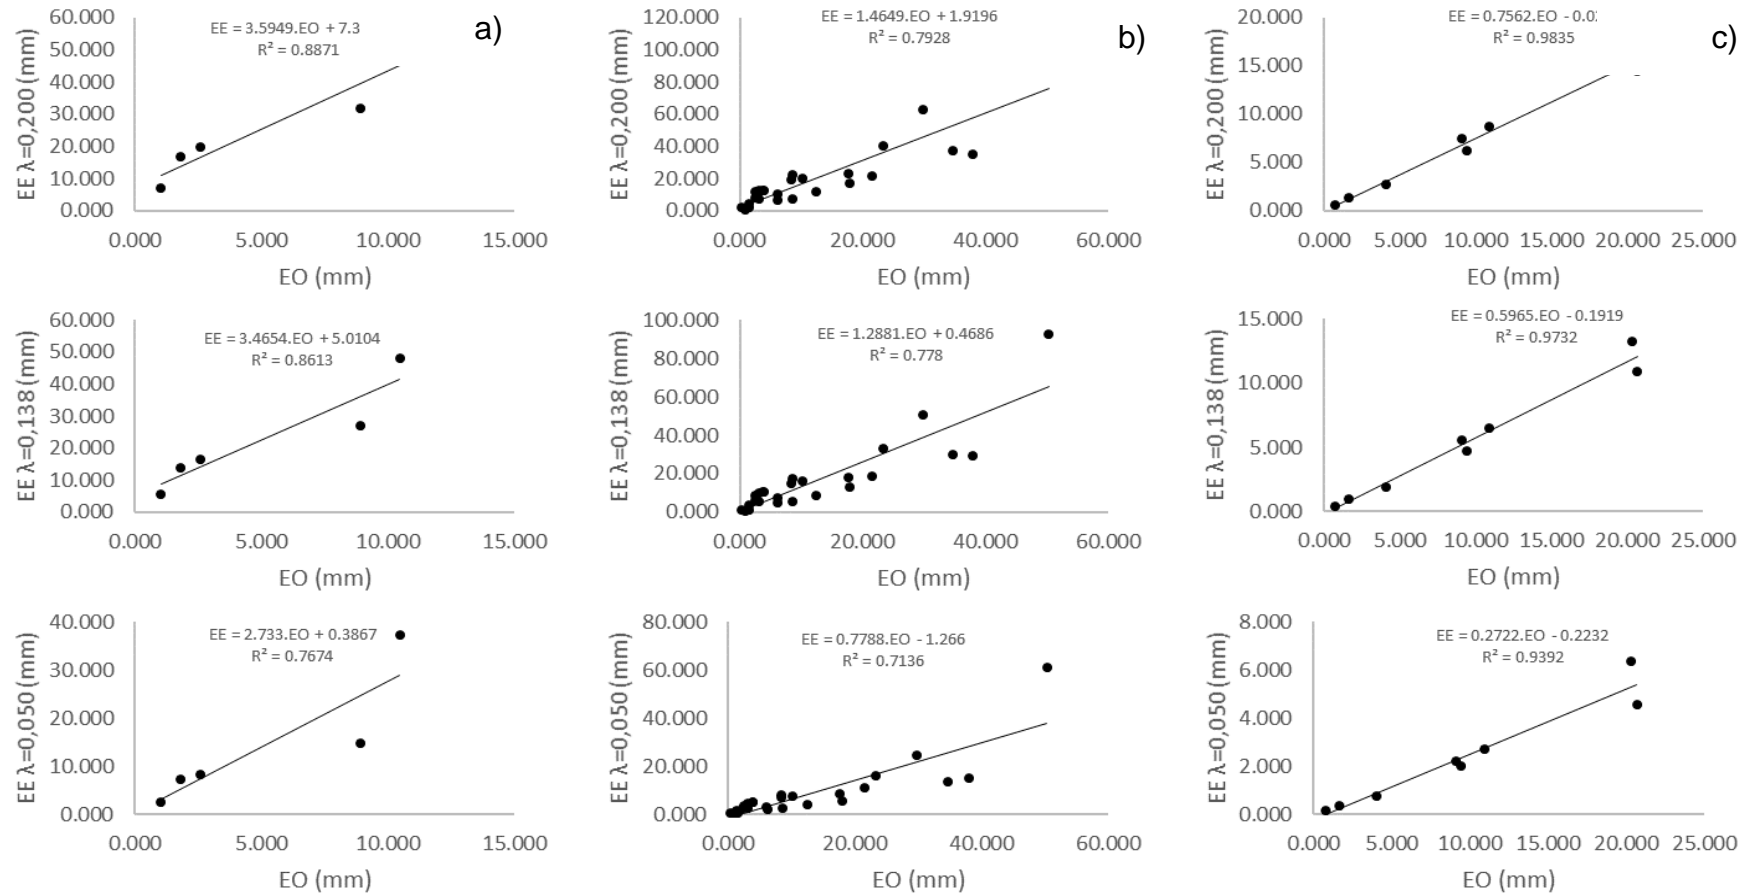 60.000
50.000
40.000
30.000
20.000
10.000
0.000
EE λ=0,200 (mm)
EE = 3.5949.EO + 7.3
R² = 0.8871
a)
0.000 5.000 10.000 15.000
EO (mm)
120.000
100.000
80.000
60.000
40.000
20.000
0.000
EE λ=0,200 (mm)
EE = 1.4649.EO + 1.9196
R² = 0.7928
b)
0.000 20.000 40.000 60.000
EO (mm)
20.000
15.000
10.000
5.000
0.000
EE λ=0,200 (mm)
EE = 0.7562.EO - 0.0
R² = 0.9835
c)
0.000 5.000 10.000 15.000 20.000 25.000
EO (mm)
60.000
50.000
40.000
30.000
20.000
10.000
0.000
EE λ=0,138 (mm)
EE = 3.4654.EO + 5.0104
R² = 0.8613
0.000 5.000 10.000 15.000
EO (mm)
100.000
80.000
60.000
40.000
20.000
0.000
EE λ=0,138 (mm)
EE = 1.2881.EO + 0.4686
R² = 0.778
0.000 20.000 40.000 60.000
EO (mm)
15.000
10.000
5.000
0.000
EE λ=0,138 (mm)
EE = 0.5965.EO - 0.1919
R² = 0.9732
0.000 5.000 10.000 15.000 20.000 25.000
EO (mm)
40.000
30.000
20.000
10.000
0.000
EE λ=0,050 (mm)
EE = 2.733.EO + 0.3867
R² = 0.7674
0.000 5.000 10.000 15.000
EO (mm)
80.000
60.000
40.000
20.000
0.000
EE λ=0,050 (mm)
EE = 0.7788.EO - 1.266
R² = 0.7136
0.000 20.000 40.000 60.000
EO (mm)
8.000
6.000
4.000
2.000
0.000
EE λ=0,050 (mm)
EE = 0.2722.EO - 0.2232
R² = 0.9392
0.000 5.000 10.000 15.000 20.000 25.000
EO (mm)